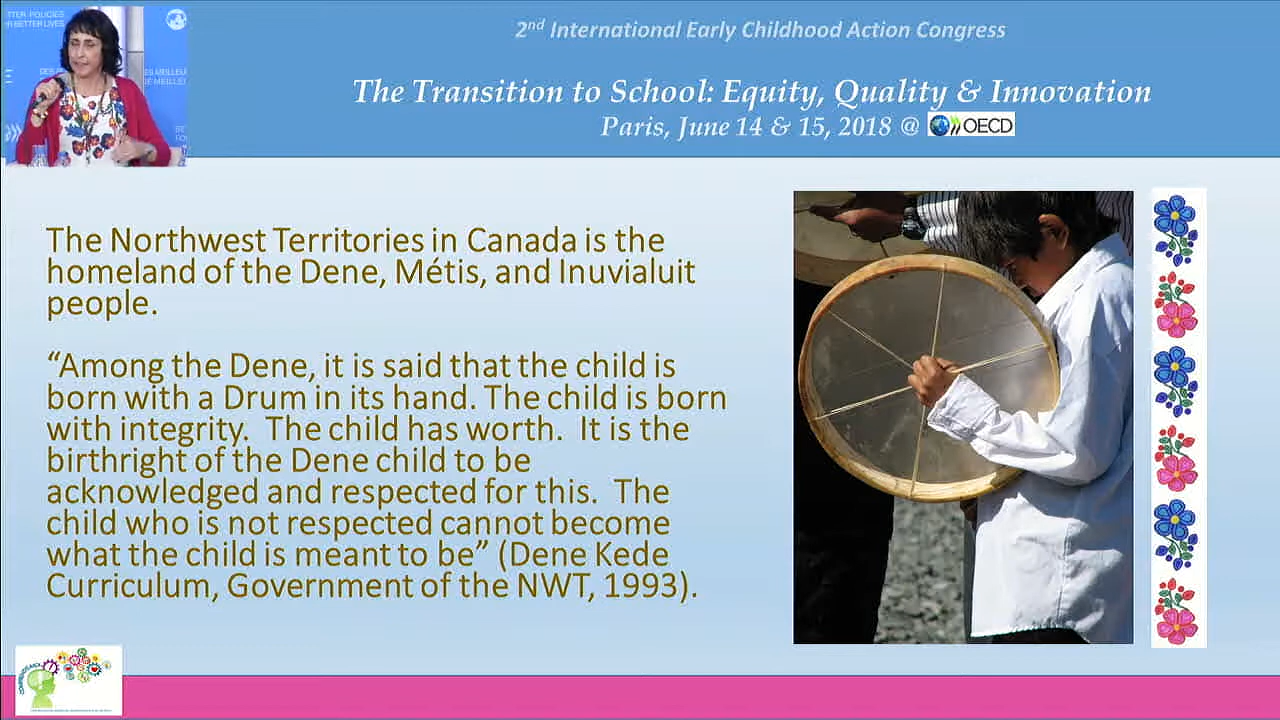 TTER POLICIES
R BETTER LIVES
2nd International Early Childhood Action Congress
The Transition to School: Equity, Quality & Innovation
Paris, June 14 & 15, 2018 @ OECD
The Northwest Territories in Canada is the
homeland of the Dene, Métis, and Inuvialuit
people.
“Among the Dene, it is said that the child is
born with a Drum in its hand. The child is born
with integrity.  The child has worth.  It is the
birthright of the Dene child to be
acknowledged and respected for this.  The
child who is not respected cannot become
what the child is meant to be” (Dene Kede
Curriculum, Government of the NWT, 1993).